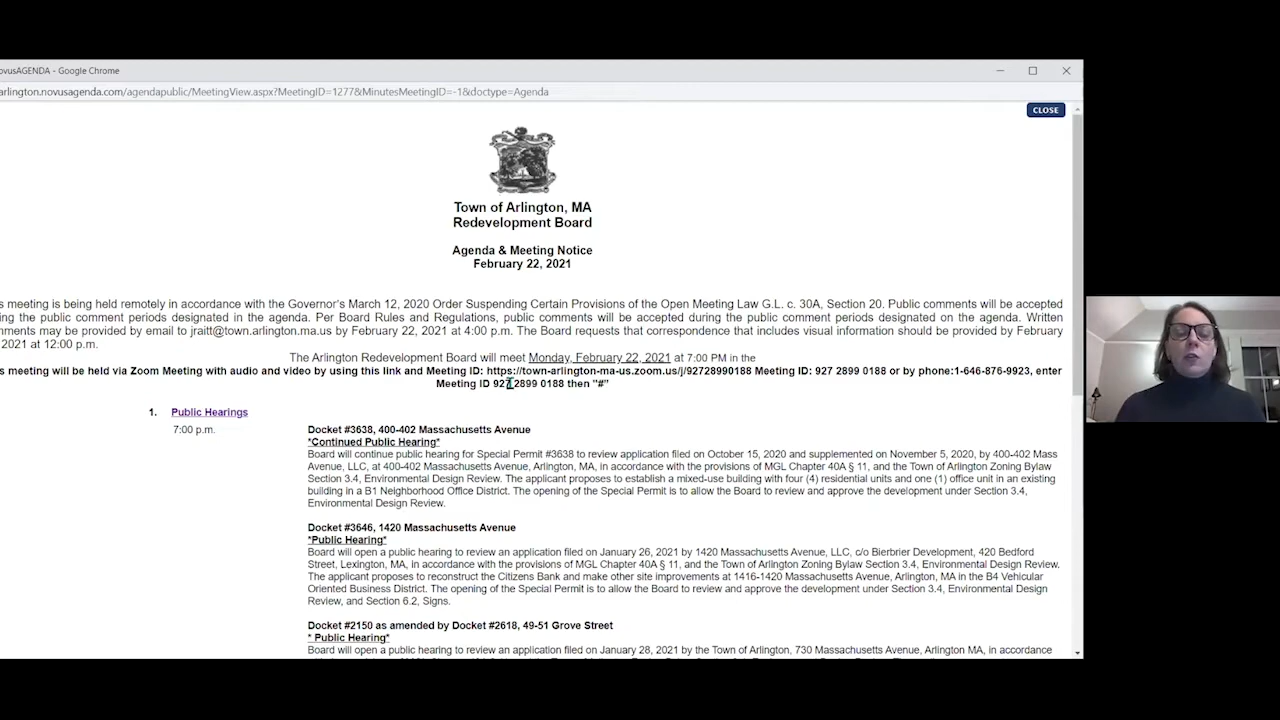 ovusAGENDA - Google Chrome
arlington.novusagenda.com/agendapublic/MeetingView.aspx?MeetingID=1277&MinutesMeetingID=-1&doctype=Agenda
CLOSE
Town of Arlington, MA
Redevelopment Board
Agenda & Meeting Notice
February 22, 2021
s meeting is being held remotely in accordance with the Governor's March 12, 2020 Order Suspending Certain Provisions of the Open Meeting Law G.L. c. 30A, Section 20. Public comments will be accepted
ing the public comment periods designated in the agenda. Per Board Rules and Regulations, public comments will be accepted during the public comment periods designated on the agenda. Written
mments may be provided by email to jraitt@town.arlington.ma.us by February 22, 2021 at 4:00 p.m. The Board requests that correspondence that includes visual information should be provided by February
2021 at 12:00 p.m.
The Arlington Redevelopment Board will meet Monday, February 22, 2021 at 7:00 PM in the
s meeting will be held via Zoom Meeting with audio and video by using this link and Meeting ID: https://town-arlington-ma-us.zoom.us/j/92728990188 Meeting ID: 927 2899 0188 or by phone:1-646-876-9923, enter
Meeting ID 927 2899 0188 then "#"
1. Public Hearings
7:00 p.m.
Docket #3638, 400-402 Massachusetts Avenue
*Continued Public Hearing*
Board will continue public hearing for Special Permit #3638 to review application filed on October 15, 2020 and supplemented on November 5, 2020, by 400-402 Mass
Avenue, LLC, at 400-402 Massachusetts Avenue, Arlington, MA, in accordance with the provisions of MGL Chapter 40A § 11, and the Town of Arlington Zoning Bylaw
Section 3.4, Environmental Design Review. The applicant proposes to establish a mixed-use building with four (4) residential units and one (1) office unit in an existing
building in a B1 Neighborhood Office District. The opening of the Special Permit is to allow the Board to review and approve the development under Section 3.4,
Environmental Design Review.
Docket #3646, 1420 Massachusetts Avenue
*Public Hearing*
Board will open a public hearing to review an application filed on January 26, 2021 by 1420 Massachusetts Avenue, LLC, c/o Bierbrier Development, 420 Bedford
Street, Lexington, MA, in accordance with the provisions of MGL Chapter 40A § 11, and the Town of Arlington Zoning Bylaw Section 3.4, Environmental Design Review.
The applicant proposes to reconstruct the Citizens Bank and make other site improvements at 1416-1420 Massachusetts Avenue, Arlington, MA in the B4 Vehicular
Oriented Business District. The opening of the Special Permit is to allow the Board to review and approve the development under Section 3.4, Environmental Design
Review, and Section 6.2, Signs.
Docket #2150 as amended by Docket #2618, 49-51 Grove Street
* Public Hearing*
Board will open a public hearing to review an application filed on January 28, 2021 by the Town of Arlington, 730 Massachusetts Avenue, Arlington MA, in accordance